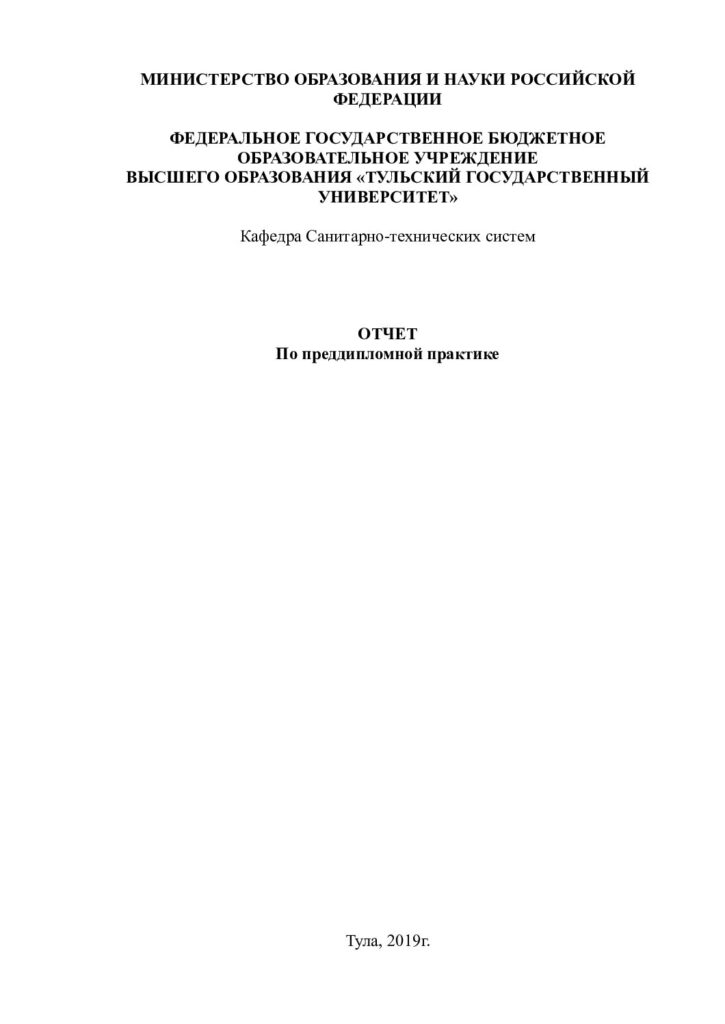 МИНИСТЕРСТВО ОБРАЗОВАНИЯ И НАУКИ РОССИЙСКОЙ
ФЕДЕРАЦИИ
ФЕДЕРАЛЬНОЕ ГОСУДАРСТВЕННОЕ БЮДЖЕТНОЕ
ОБРАЗОВАТЕЛЬНОЕ УЧРЕЖДЕНИЕ
ВЫСШЕГО ОБРАЗОВАНИЯ «ТУЛЬСКИЙ ГОСУДАРСТВЕННЫЙ
УНИВЕРСИТЕТ»
Кафедра Санитарно-технических систем
ОТЧЕТ
По преддипломной практике
Тула, 2019г.